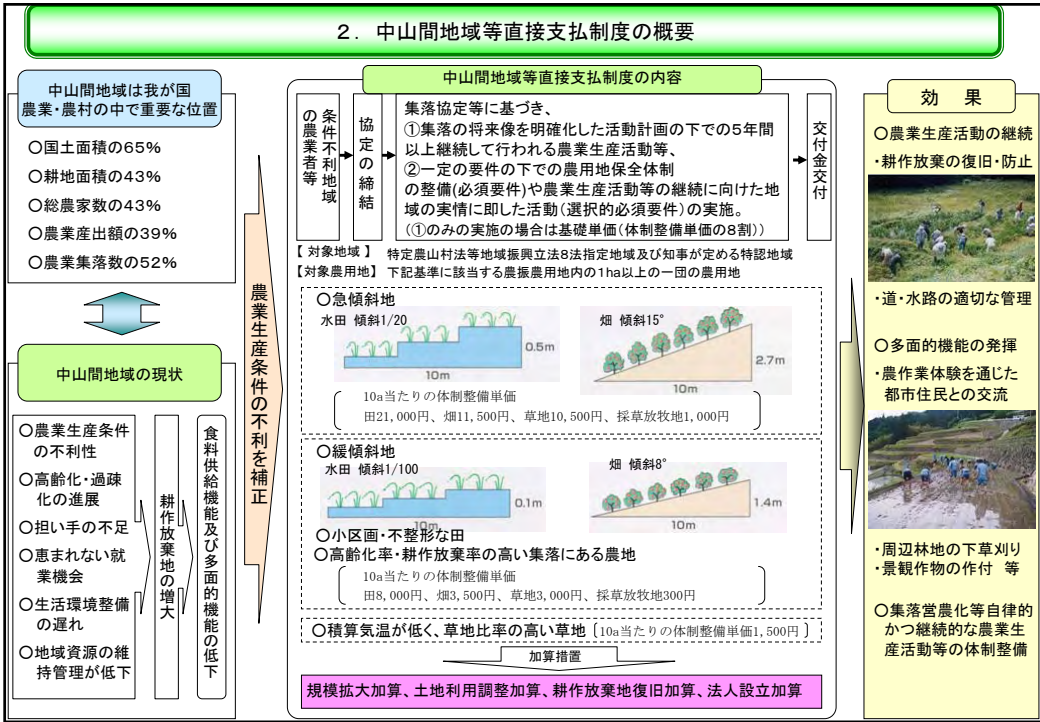 ２．中山間地域等直接支払制度の概要
中山間地域は我が国
農業・農村の中で重要な位置
○国土面積の65％
○耕地面積の43％
○総農家数の43％
○農業産出額の39％
○農業集落数の52％
中山間地域の現状
○農業生産条件
の不利性
○高齢化・過疎
化の進展
○担い手の不足
○恵まれない就
業機会
○生活環境整備
の遅れ
○地域資源の維
持管理が低下
耕作放棄地の増大
食料供給機能及び多面的機能の低下
農業生産条件の不利を補正
中山間地域等直接支払制度の内容
条件不利地域
の農業者等
協定の締結
集落協定等に基づき、
①集落の将来像を明確化した活動計画の下での５年間
以上継続して行われる農業生産活動等、
②一定の要件の下での農用地保全体制
の整備(必須要件)や農業生産活動等の継続に向けた地
域の実情に即した活動（選択的必須要件）の実施。
（①のみの実施の場合は基礎単価（体制整備単価の８割））
交付金交付
【 対象地域 】 特定農山村法等地域振興立法８法指定地域及び知事が定める特認地域
【対象農用地】 下記基準に該当する農振農用地内の1ha以上の一団の農用地
○急傾斜地
水田 傾斜1/20
0.5m
10m
畑 傾斜15°
2.7m
10m
10a当たりの体制整備単価
田21,000円、畑11,500円、草地10,500円、採草放牧地1,000円
○緩傾斜地
水田 傾斜1/100
0.1m
10m
畑 傾斜8°
1.4m
10m
○小区画・不整形な田
○高齢化率・耕作放棄率の高い集落にある農地
10a当たりの体制整備単価
田8,000円、畑3,500円、草地3,000円、採草放牧地300円
○積算気温が低く、草地比率の高い草地〔10a当たりの体制整備単価1,500円〕
加算措置
規模拡大加算、土地利用調整加算、耕作放棄地復旧加算、法人設立加算
効 果
○農業生産活動の継続
・耕作放棄の復旧・防止
・道・水路の適切な管理
○多面的機能の発揮
・農作業体験を通じた
都市住民との交流
・周辺林地の下草刈り
・景観作物の作付 等
○集落営農化等自律的
かつ継続的な農業生
産活動等の体制整備